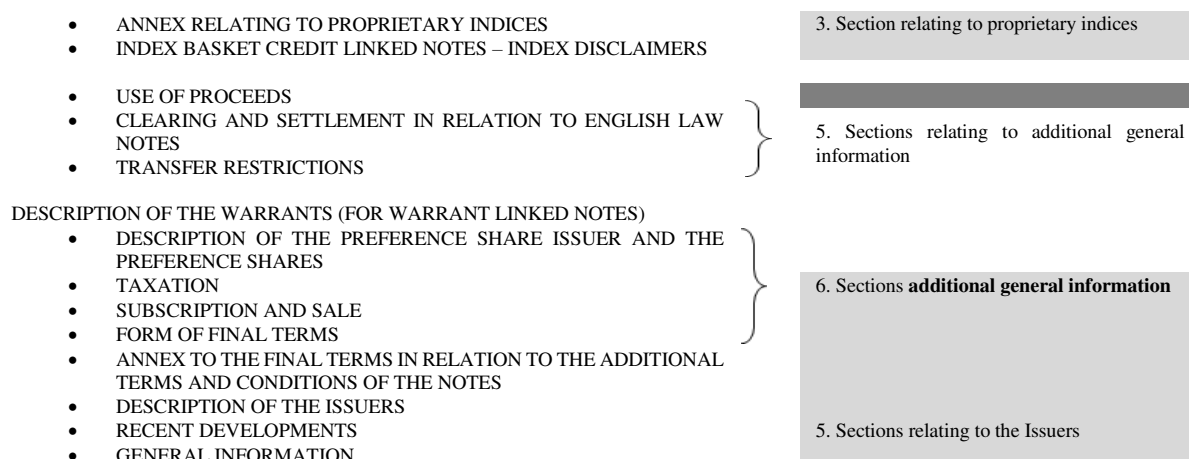 • ANNEX RELATING TO PROPRIETARY INDICES
• INDEX BASKET CREDIT LINKED NOTES – INDEX DISCLAIMERS
3. Section relating to proprietary indices
• USE OF PROCEEDS
• CLEARING AND SETTLEMENT IN RELATION TO ENGLISH LAW
NOTES
• TRANSFER RESTRICTIONS
5. Sections relating to additional general
information
DESCRIPTION OF THE WARRANTS (FOR WARRANT LINKED NOTES)
• DESCRIPTION OF THE PREFERENCE SHARE ISSUER AND THE
PREFERENCE SHARES
• TAXATION
• SUBSCRIPTION AND SALE
• FORM OF FINAL TERMS
6. Sections additional general information
• ANNEX TO THE FINAL TERMS IN RELATION TO THE ADDITIONAL
TERMS AND CONDITIONS OF THE NOTES
• DESCRIPTION OF THE ISSUERS
• RECENT DEVELOPMENTS
• GENERAL INFORMATION
5. Sections relating to the Issuers